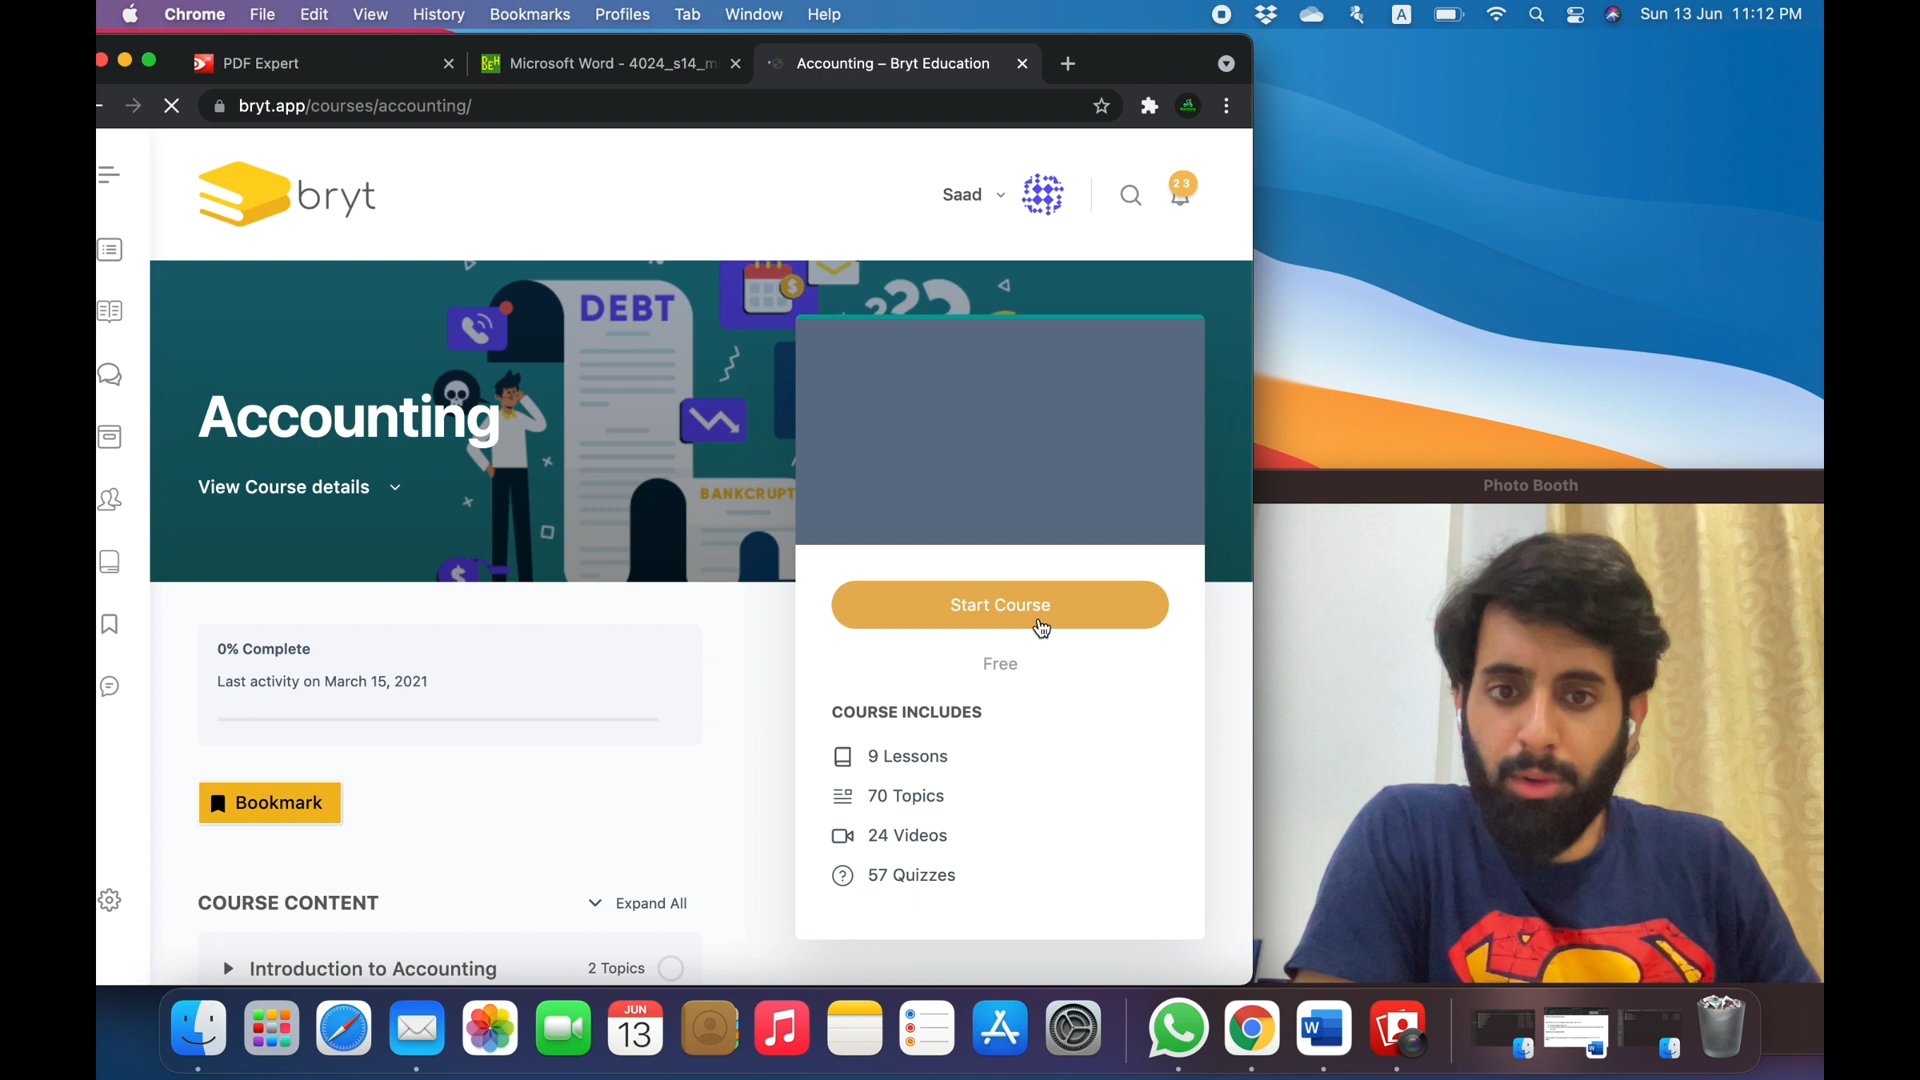 Chrome File Edit View History Bookmarks Profiles Tab Window Help
A
Sun 13 Jun 11:12 PM
PDF Expert
BEH
Microsoft Word - 4024_s14_m
Accounting – Bryt Education
bryt.app/courses/accounting/
bryt
Saad
23
DEBT
Accounting
View Course details
BANKCRUPT
Photo Booth
Start Course
Free
0% Complete
Last activity on March 15, 2021
COURSE INCLUDES
9 Lessons
70 Topics
24 Videos
57 Quizzes
Bookmark
COURSE CONTENT
Expand All
Introduction to Accounting
2 Topics
JUN
13
W